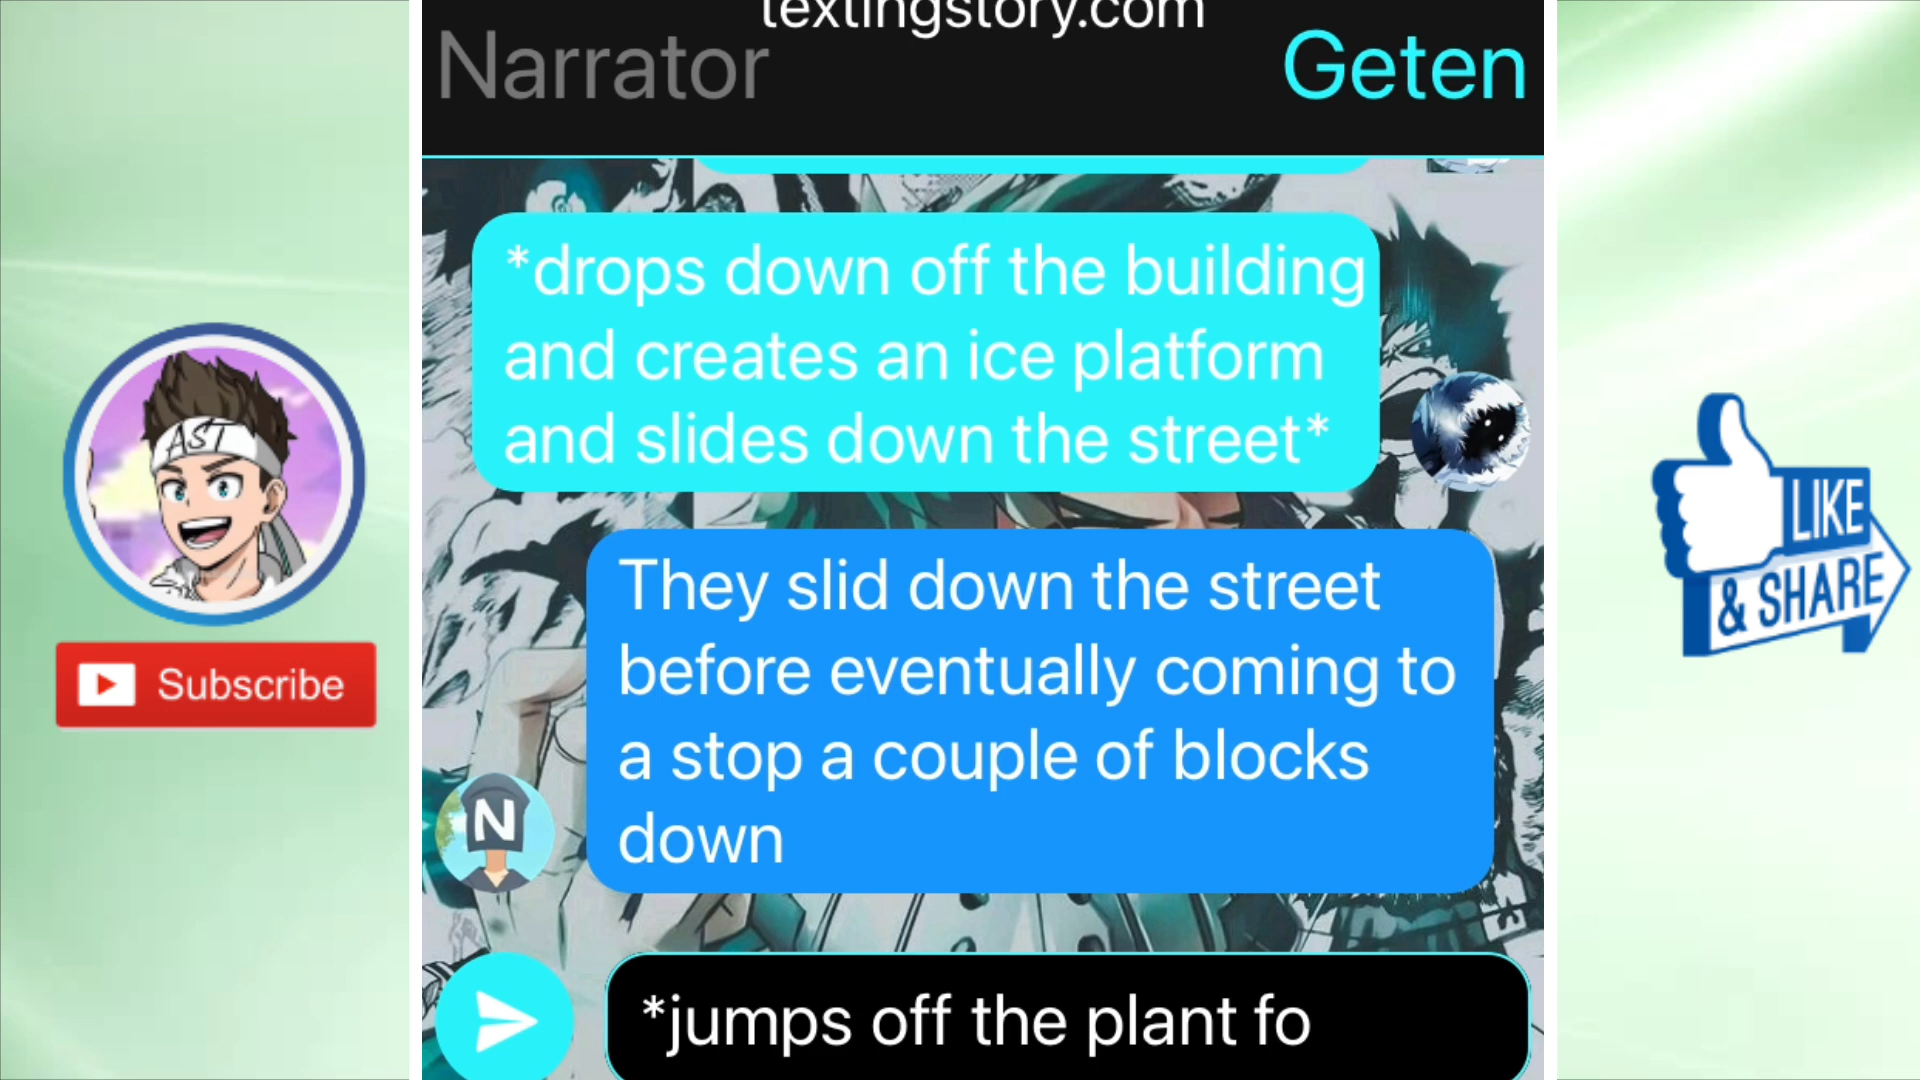 textingstory.com
Narrator
Geten
*drops down off the building
and creates an ice platform
and slides down the street*
They slid down the street
before eventually coming to
a stop a couple of blocks
down
N
*jumps off the plant fo
AST
Subscribe
LIKE
& SHARE